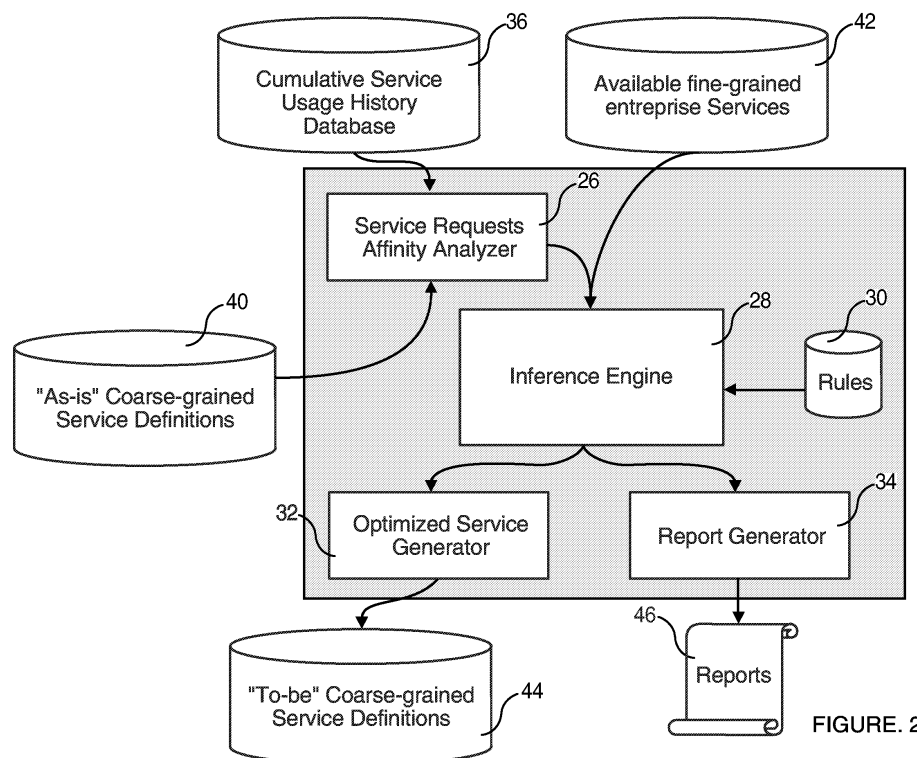 36
Cumulative Service
Usage History
Database
42
Available fine-grained
entreprise Services
26
Service Requests
Affinity Analyzer
40
"As-is" Coarse-grained
Service Definitions
28
Inference Engine
30
Rules
32
Optimized Service
Generator
34
Report Generator
44
"To-be" Coarse-grained
Service Definitions
46
Reports
FIGURE. 2